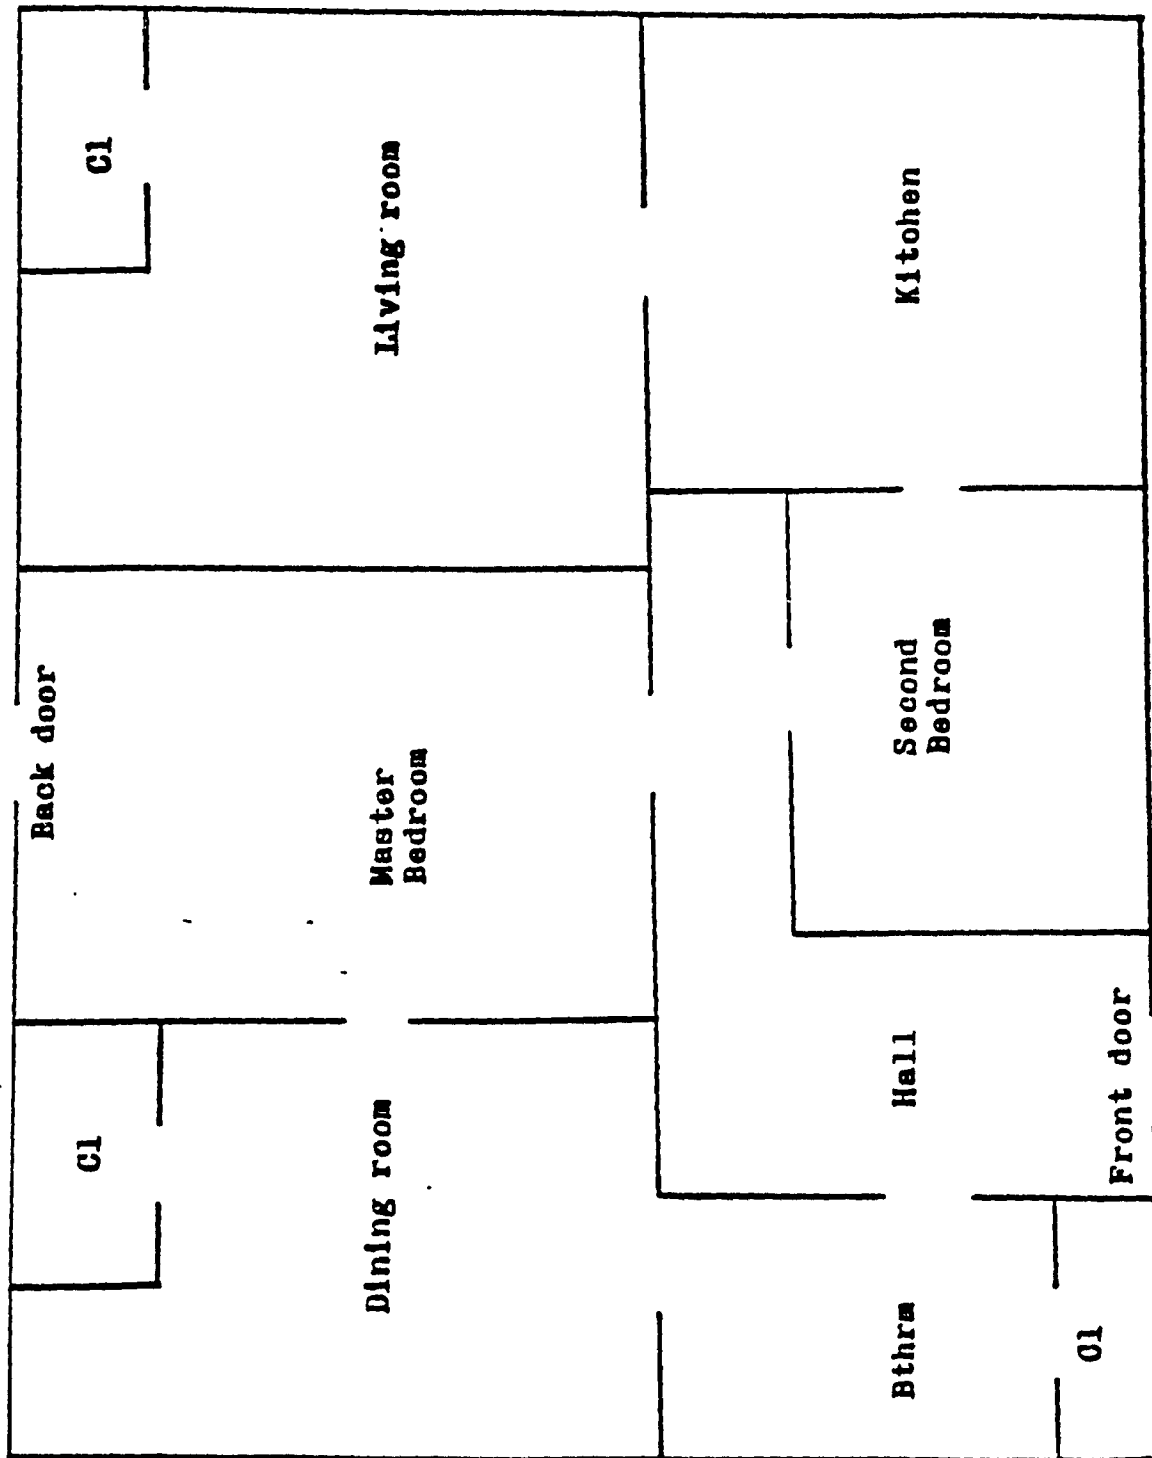 Cl
Back door
Cl
Dining room
Master
Bedroom
Living room
Bthrm
Hall
Second
Bedroom
Kitchen
Cl
Front door